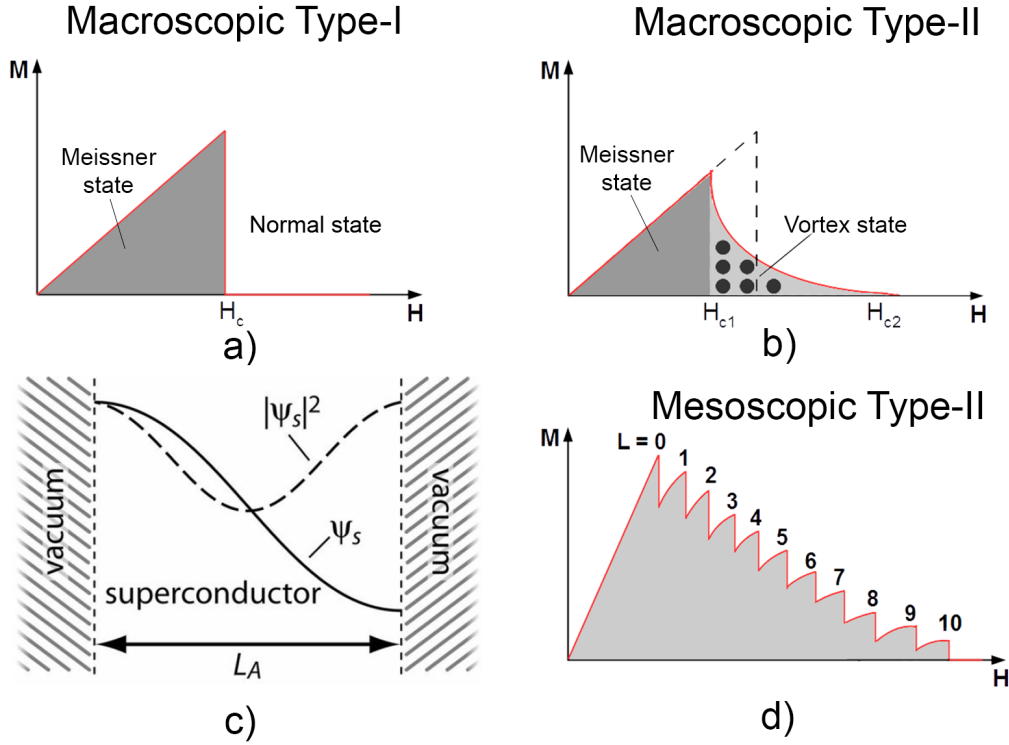 Macroscopic Type-I
M
Meissner
state
Normal state
Hc
H
a)
Macroscopic Type-II
M
Meissner
state
Vortex state
Hc1
Hc2
H
b)
vacuum
|Ψs|²
Ψs
vacuum
superconductor
LA
c)
Mesoscopic Type-II
M
L = 0
1
2
3
4
5
6
7
8
9
10
H
d)